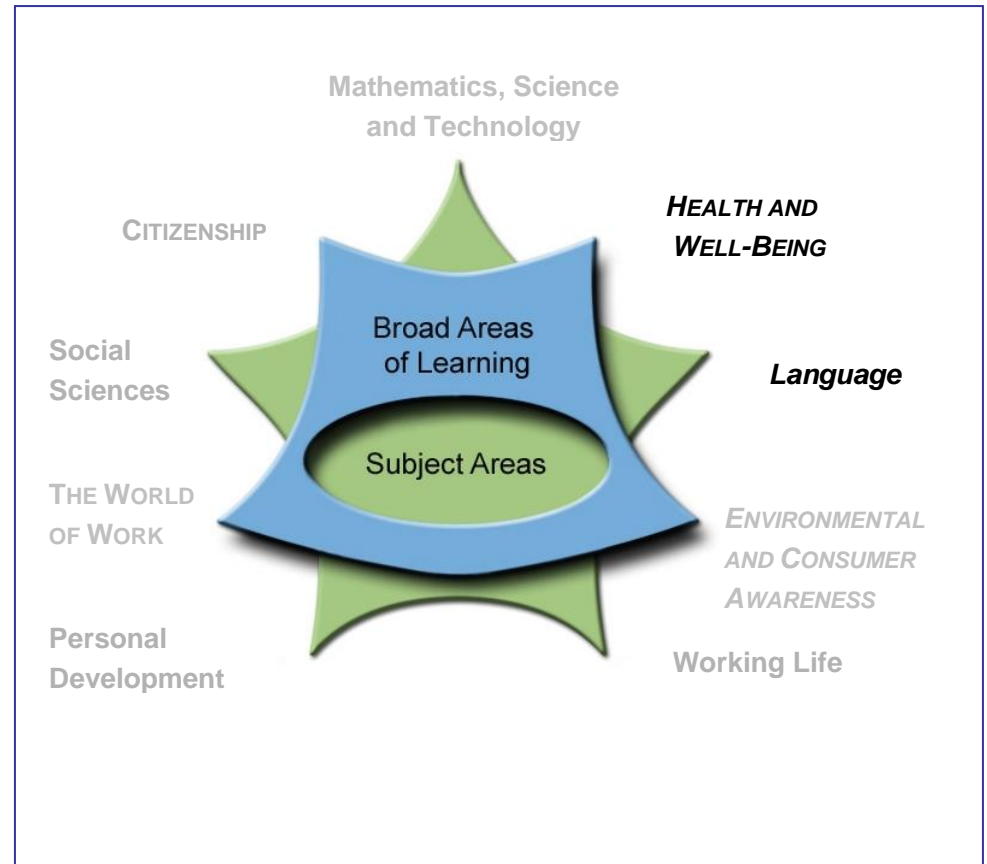 Mathematics, Science
and Technology
CITIZENSHIP
HEALTH AND
WELL-BEING
Broad Areas
of Learning
Social
Sciences
Language
Subject Areas
THE WORLD
OF WORK
ENVIRONMENTAL
AND CONSUMER
AWARENESS
Personal
Development
Working Life